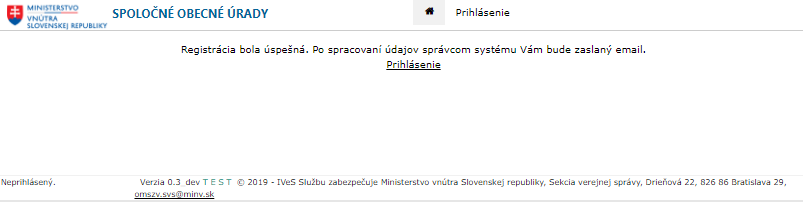 MINISTERSTVO
VNÚTRA
SLOVENSKEJ REPUBLIKY
SPOLOČNÉ OBECNÉ ÚRADY
Prihlásenie
Registrácia bola úspešná. Po spracovaní údajov správcom systému Vám bude zaslaný email.
Prihlásenie
Neprihlásený.
Verzia 0.3_dev T E S T © 2019 - IVeS Službu zabezpečuje Ministerstvo vnútra Slovenskej republiky, Sekcia verejnej správy, Drieňová 22, 826 86 Bratislava 29,
omszv.svs@minv.sk